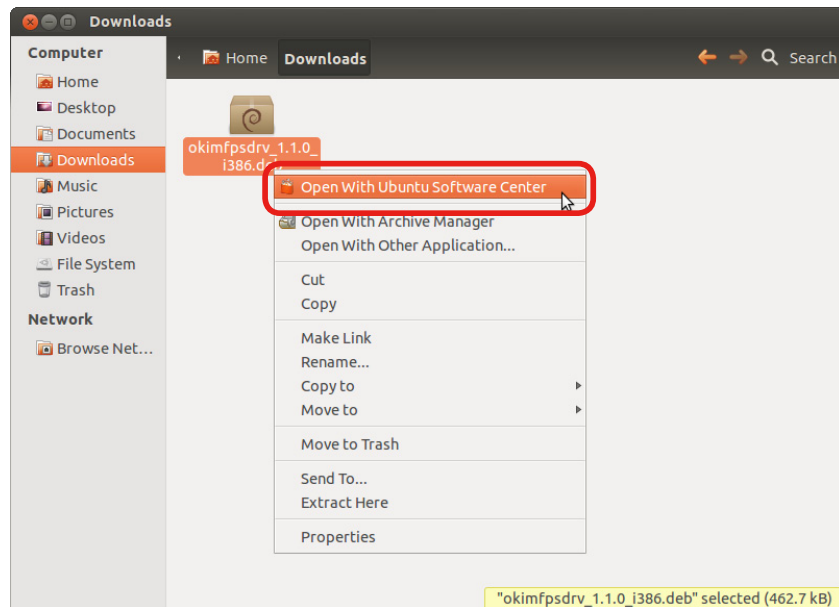 Downloads
Computer
Home
Desktop
Documents
Downloads
Music
Pictures
Videos
File System
Trash
Network
Browse Net...
Home Downloads Search
okimfpsdrv_1.1.0_
i386.deb
Open With Ubuntu Software Center
Open With Archive Manager
Open With Other Application...
Cut
Copy
Make Link
Rename...
Copy to
Move to
Move to Trash
Send To...
Extract Here
Properties
"okimfpsdrv_1.1.0_i386.deb" selected (462.7 kB)